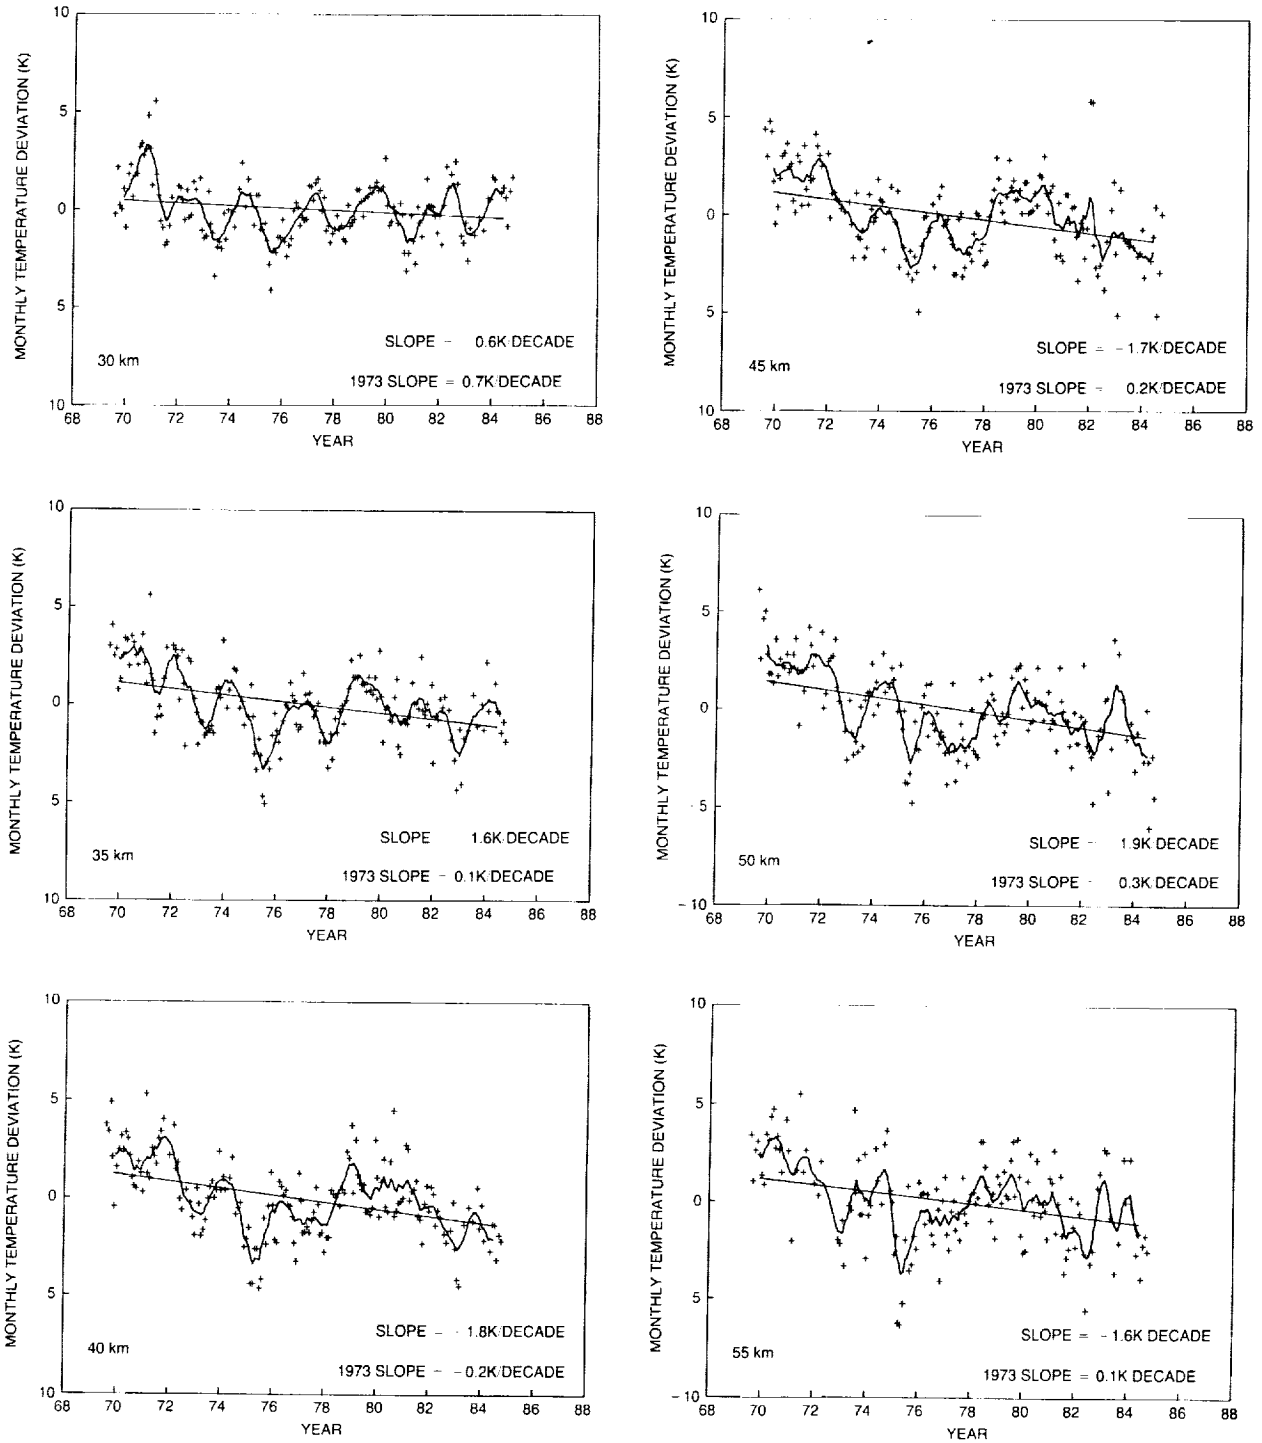 MONTHLY TEMPERATURE DEVIATION (K)
10
5
0
5
10
30 km
SLOPE – 0.6K/DECADE
1973 SLOPE = 0.7K/DECADE
68 70 72 74 76 78 80 82 84 86 88
YEAR
MONTHLY TEMPERATURE DEVIATION (K)
10
5
0
5
10
45 km
SLOPE = –1.7K/DECADE
1973 SLOPE = 0.2K/DECADE
68 70 72 74 76 78 80 82 84 86 88
YEAR
MONTHLY TEMPERATURE DEVIATION (K)
10
5
0
5
10
35 km
SLOPE 1.6K/DECADE
1973 SLOPE – 0.1K/DECADE
68 70 72 74 76 78 80 82 84 86 88
YEAR
MONTHLY TEMPERATURE DEVIATION (K)
10
5
0
-5
-10
50 km
SLOPE – 1.9K/DECADE
1973 SLOPE – 0.3K/DECADE
68 70 72 74 76 78 80 82 84 86 88
YEAR
MONTHLY TEMPERATURE DEVIATION (K)
10
5
0
5
10
40 km
SLOPE – 1.8K/DECADE
1973 SLOPE – –0.2K/DECADE
68 70 72 74 76 78 80 82 84 86 88
YEAR
MONTHLY TEMPERATURE DEVIATION (K)
10
5
0
5
-10
55 km
SLOPE = –1.6K DECADE
1973 SLOPE = 0.1K DECADE
68 70 72 74 76 78 80 82 84 86 88
YEAR